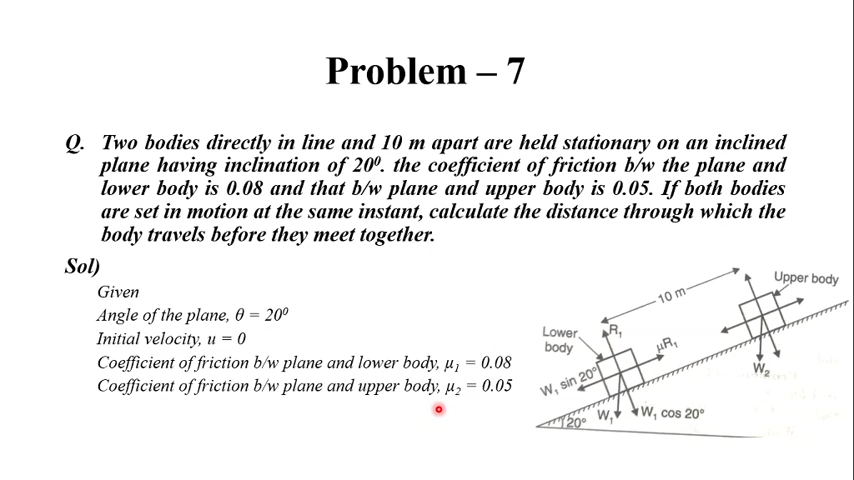 Problem – 7
Q. Two bodies directly in line and 10 m apart are held stationary on an inclined
plane having inclination of 20⁰. the coefficient of friction b/w the plane and
lower body is 0.08 and that b/w plane and upper body is 0.05. If both bodies
are set in motion at the same instant, calculate the distance through which the
body travels before they meet together.
Sol)
Given
Angle of the plane, θ = 20⁰
Initial velocity, u = 0
Coefficient of friction b/w plane and lower body, μ₁ = 0.08
Coefficient of friction b/w plane and upper body, μ₂ = 0.05
Upper body
10 m
Lower
body
R₁
μR₁
W₁ sin 20°
W₂
W₁
W₁ cos 20°
20°